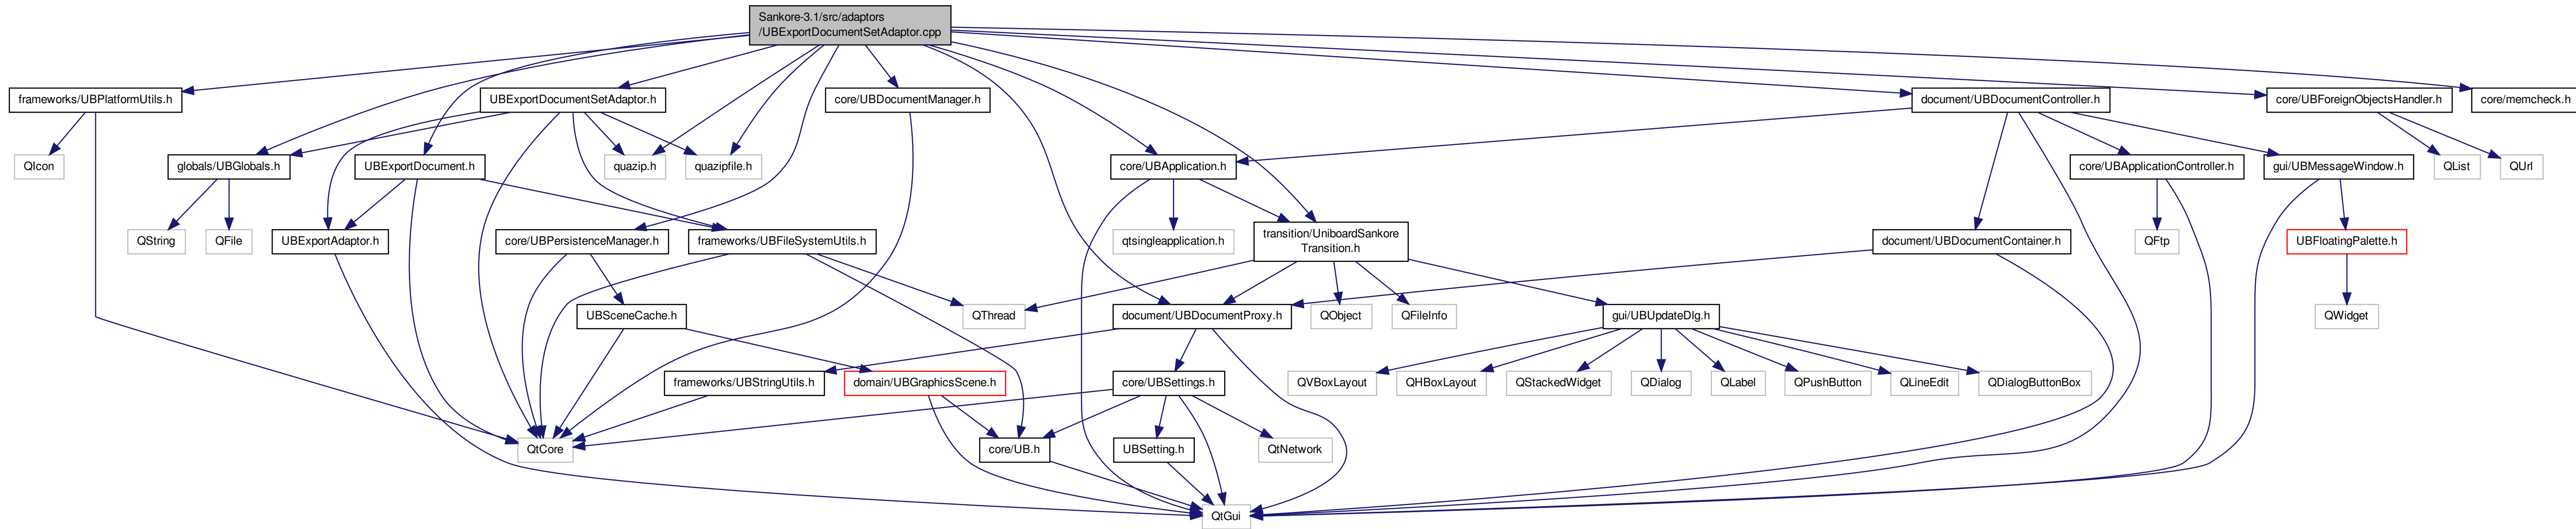 Sankore-3.1/src/adaptors
/UBExportDocumentSetAdaptor.cpp
frameworks/UBPlatformUtils.h
UBExportDocumentSetAdaptor.h
core/UBDocumentManager.h
document/UBDocumentController.h
core/UBForeignObjectsHandler.h
core/memcheck.h
QIcon
globals/UBGlobals.h
UBExportDocument.h
quazip.h
quazipfile.h
core/UBApplication.h
core/UBApplicationController.h
gui/UBMessageWindow.h
QList
QUrl
QString
QFile
UBExportAdaptor.h
core/UBPersistenceManager.h
frameworks/UBFileSystemUtils.h
qtsingleapplication.h
transition/UniboardSankore
Transition.h
document/UBDocumentContainer.h
QFtp
UBFloatingPalette.h
UBSceneCache.h
QThread
document/UBDocumentProxy.h
QObject
QFileInfo
gui/UBUpdateDlg.h
QWidget
frameworks/UBStringUtils.h
domain/UBGraphicsScene.h
core/UBSettings.h
QVBoxLayout
QHBoxLayout
QStackedWidget
QDialog
QLabel
QPushButton
QLineEdit
QDialogButtonBox
QtCore
core/UB.h
UBSetting.h
QtNetwork
QtGui